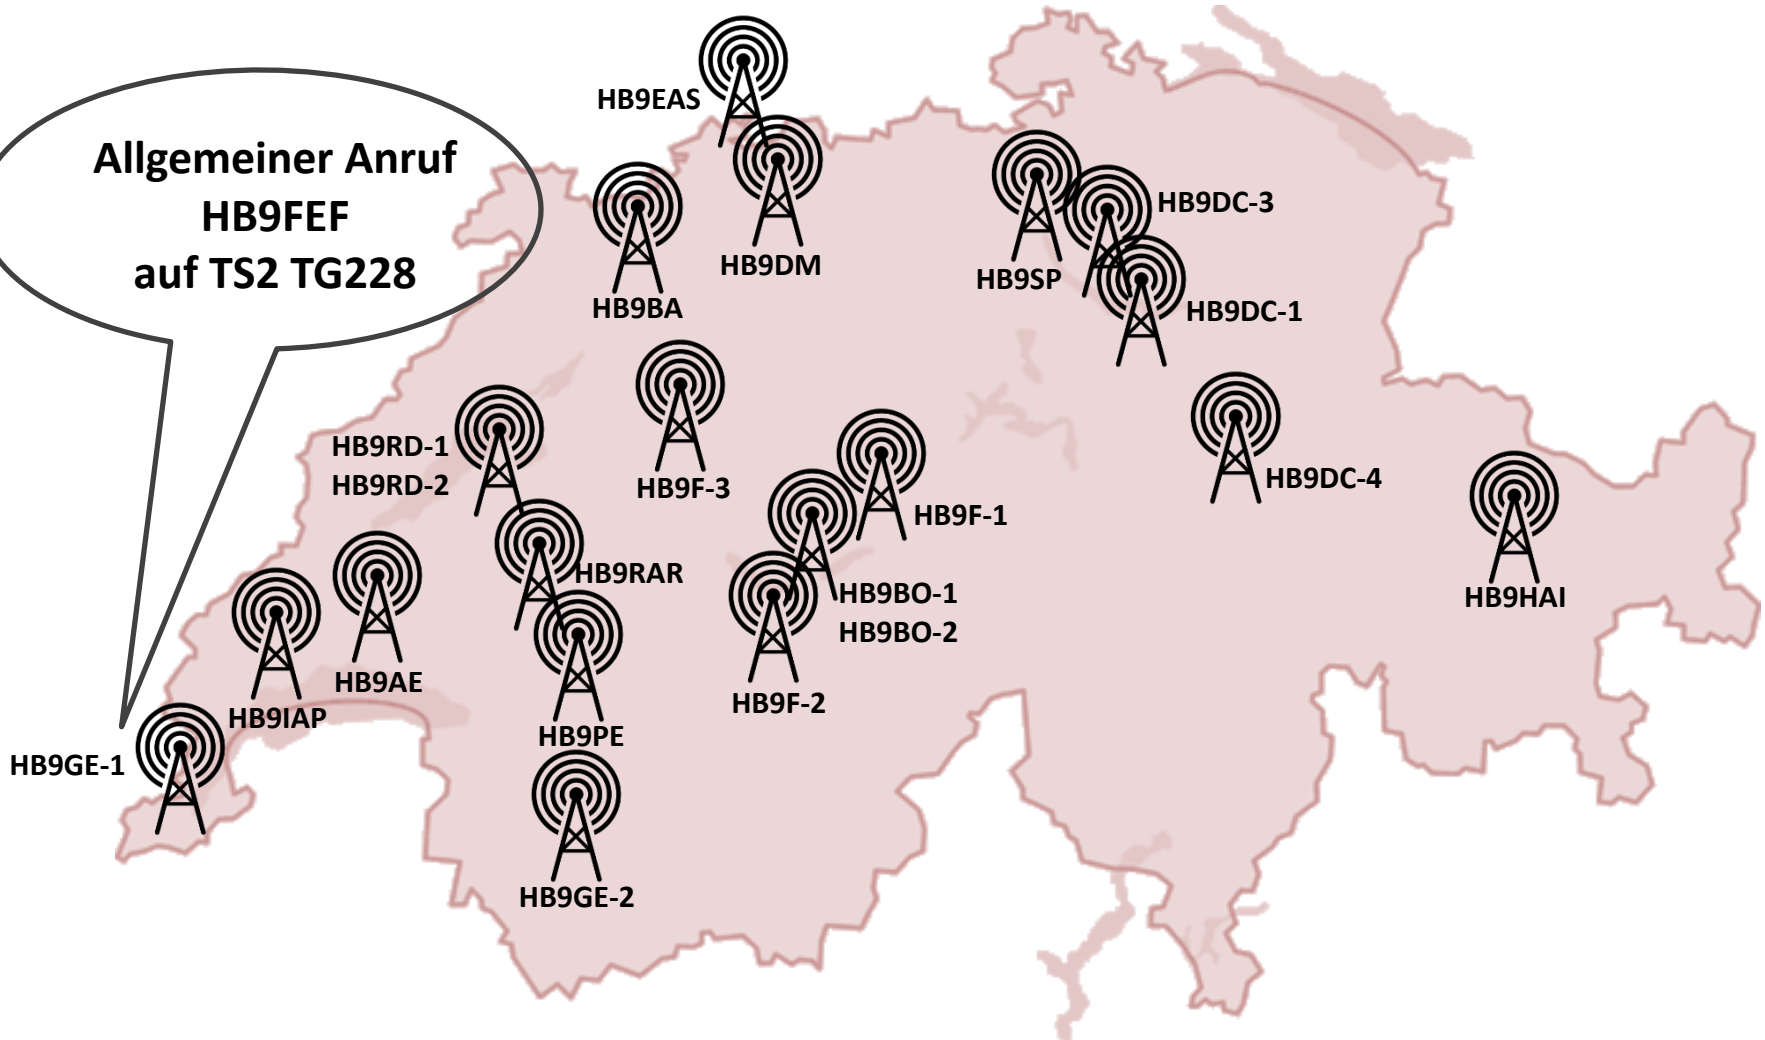 Allgemeiner Anruf
HB9FEF
auf TS2 TG228
HB9EAS
HB9DM
HB9BA
HB9SP
HB9DC-3
HB9DC-1
HB9RD-1
HB9RD-2
HB9F-3
HB9DC-4
HB9F-1
HB9RAR
HB9BO-1
HB9BO-2
HB9HAI
HB9AE
HB9IAP
HB9PE
HB9F-2
HB9GE-1
HB9GE-2